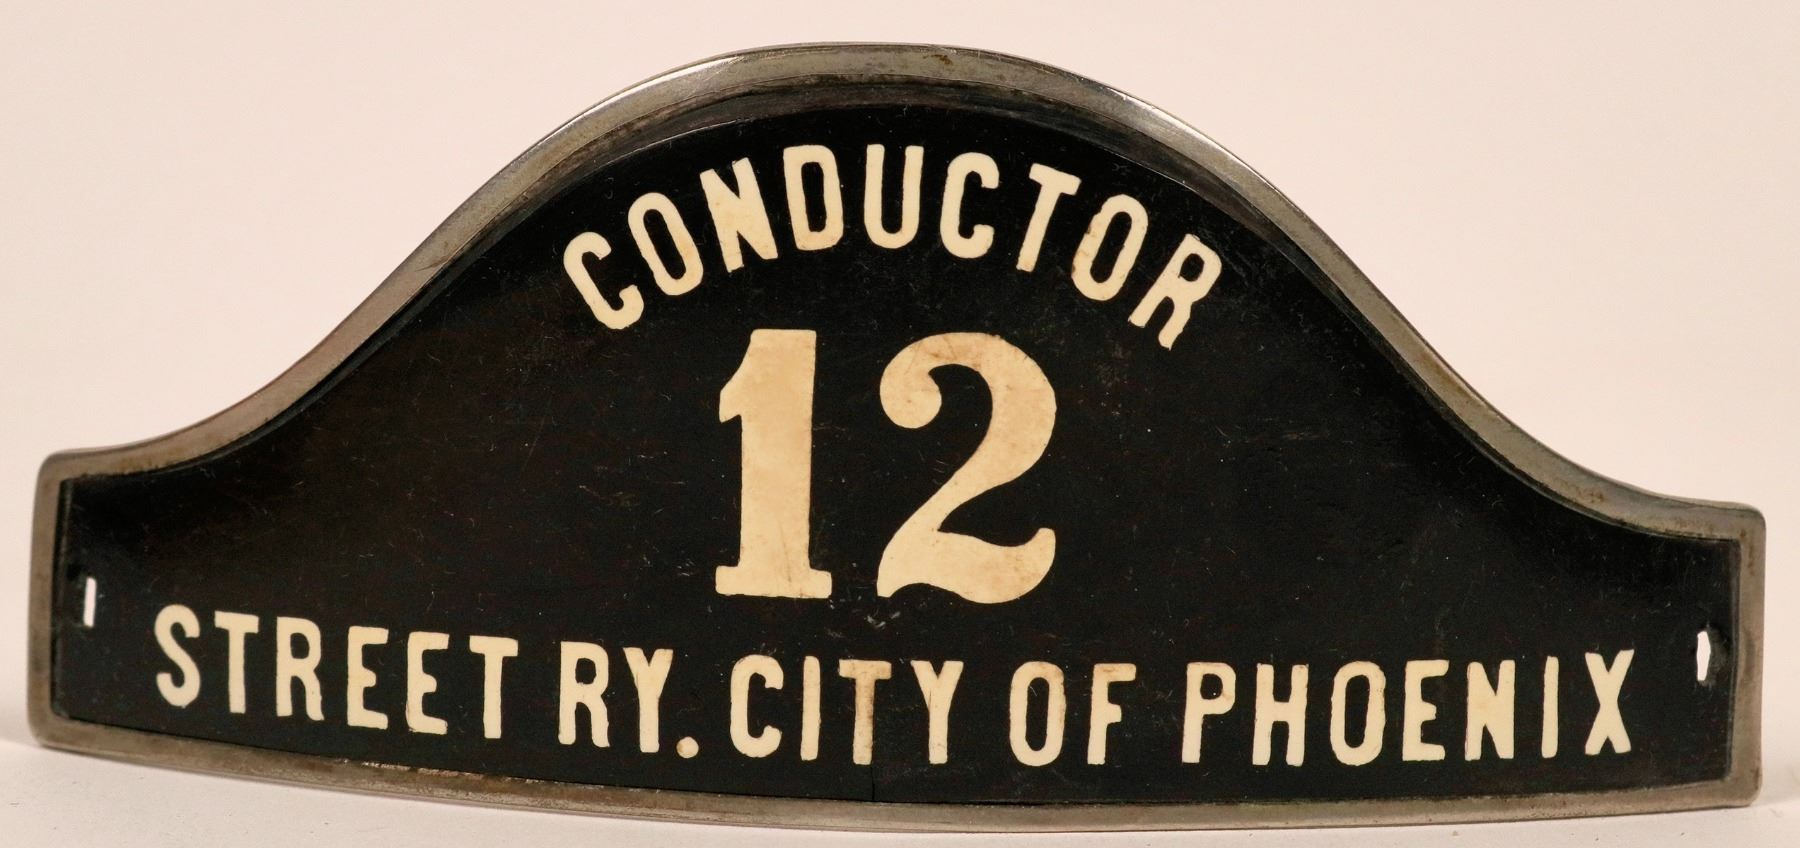 CONDUCTOR
12
STREET RY. CITY OF PHOENIX